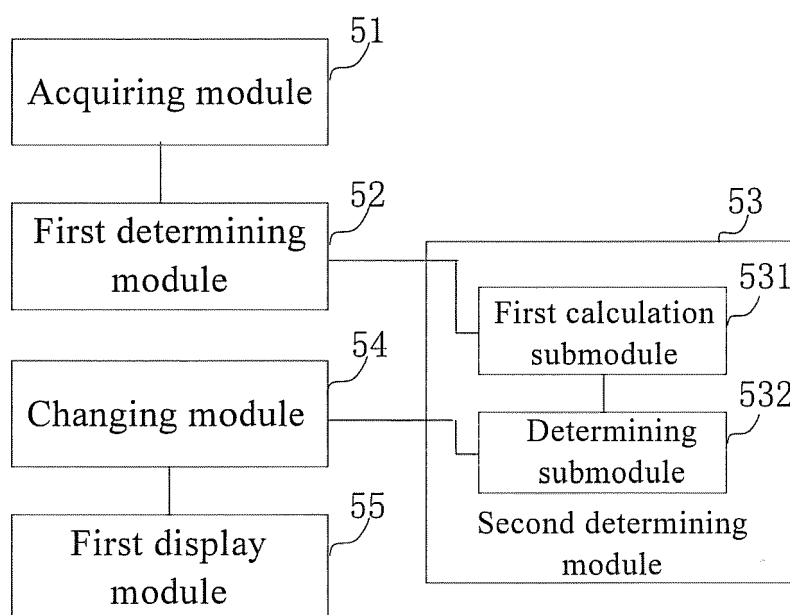 51
Acquiring module
52
First determining
module
53
531
First calculation
submodule
54
Changing module
532
Determining
submodule
55
First display
module
Second determining
module